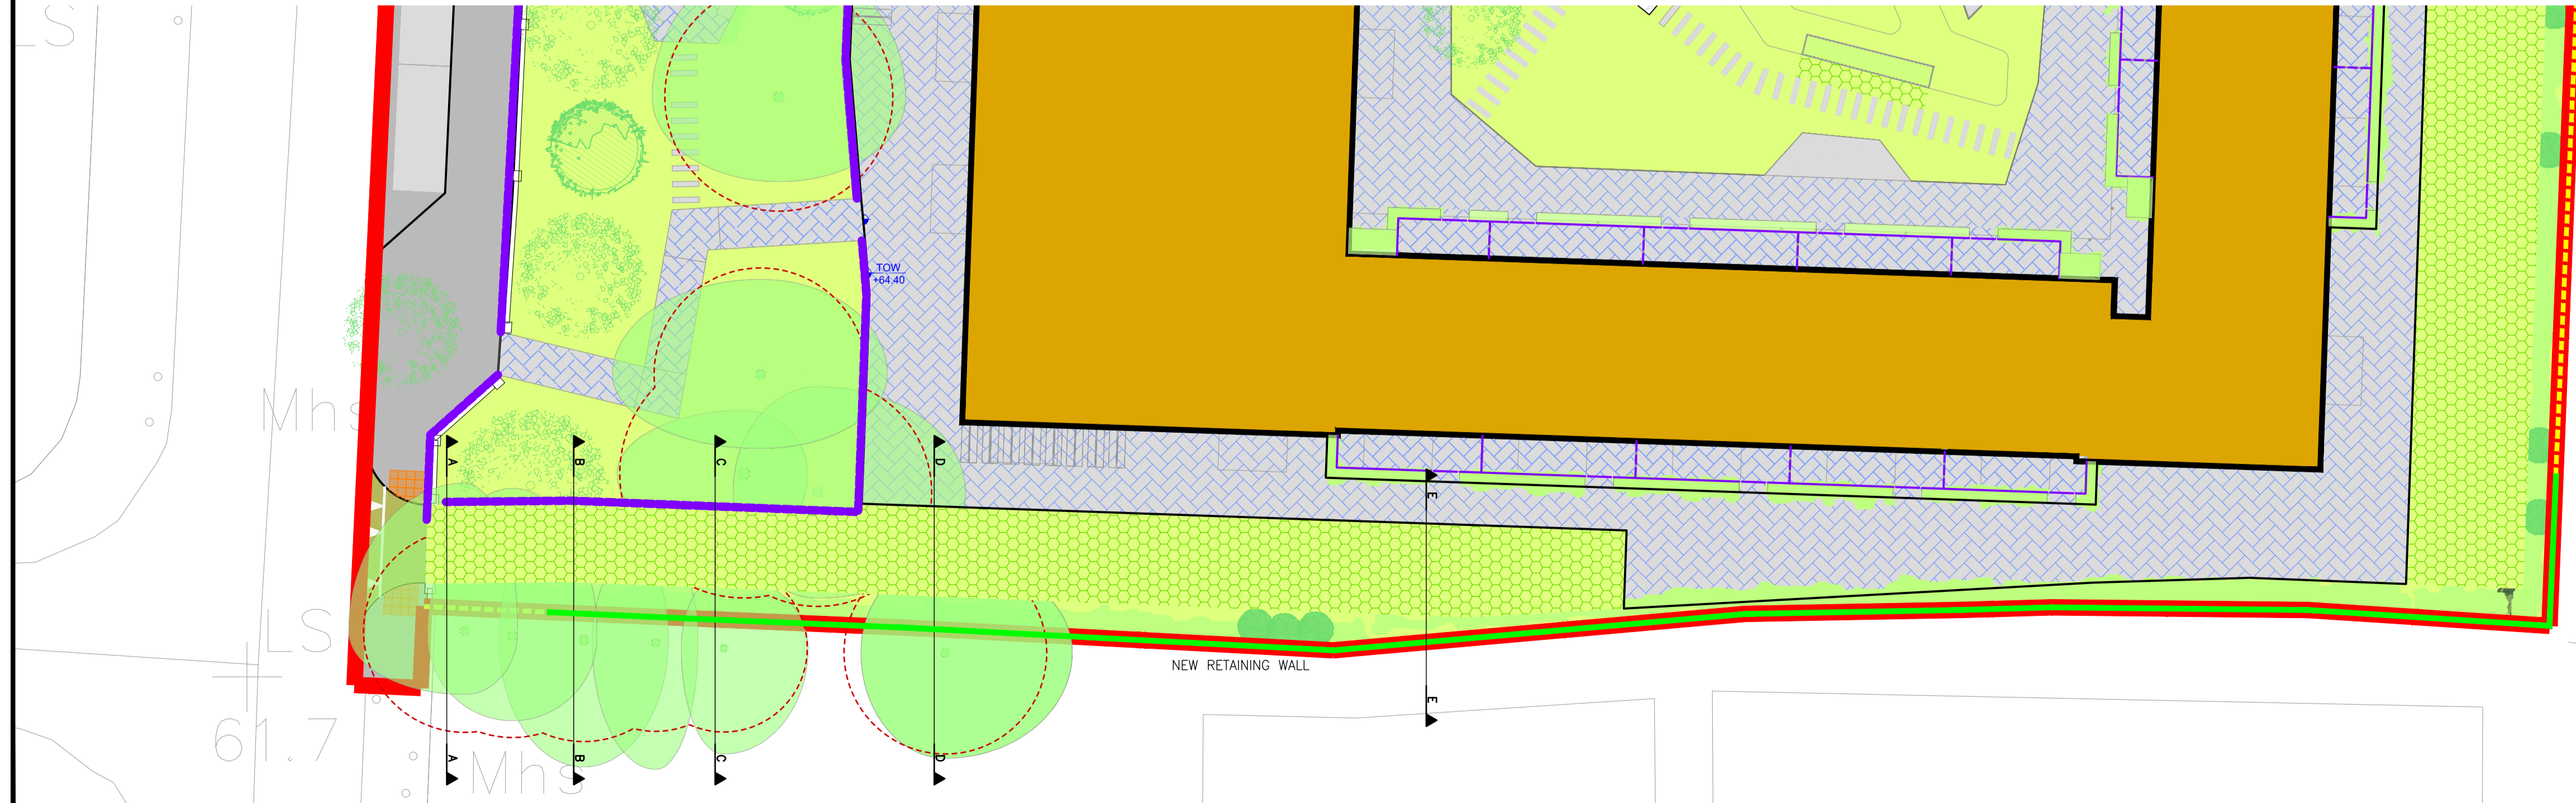 LS
TOW
+64.40
Mhs
A
B
C
D
E
LS
NEW RETAINING WALL
E
61.7
A
B
C
D
Mhs